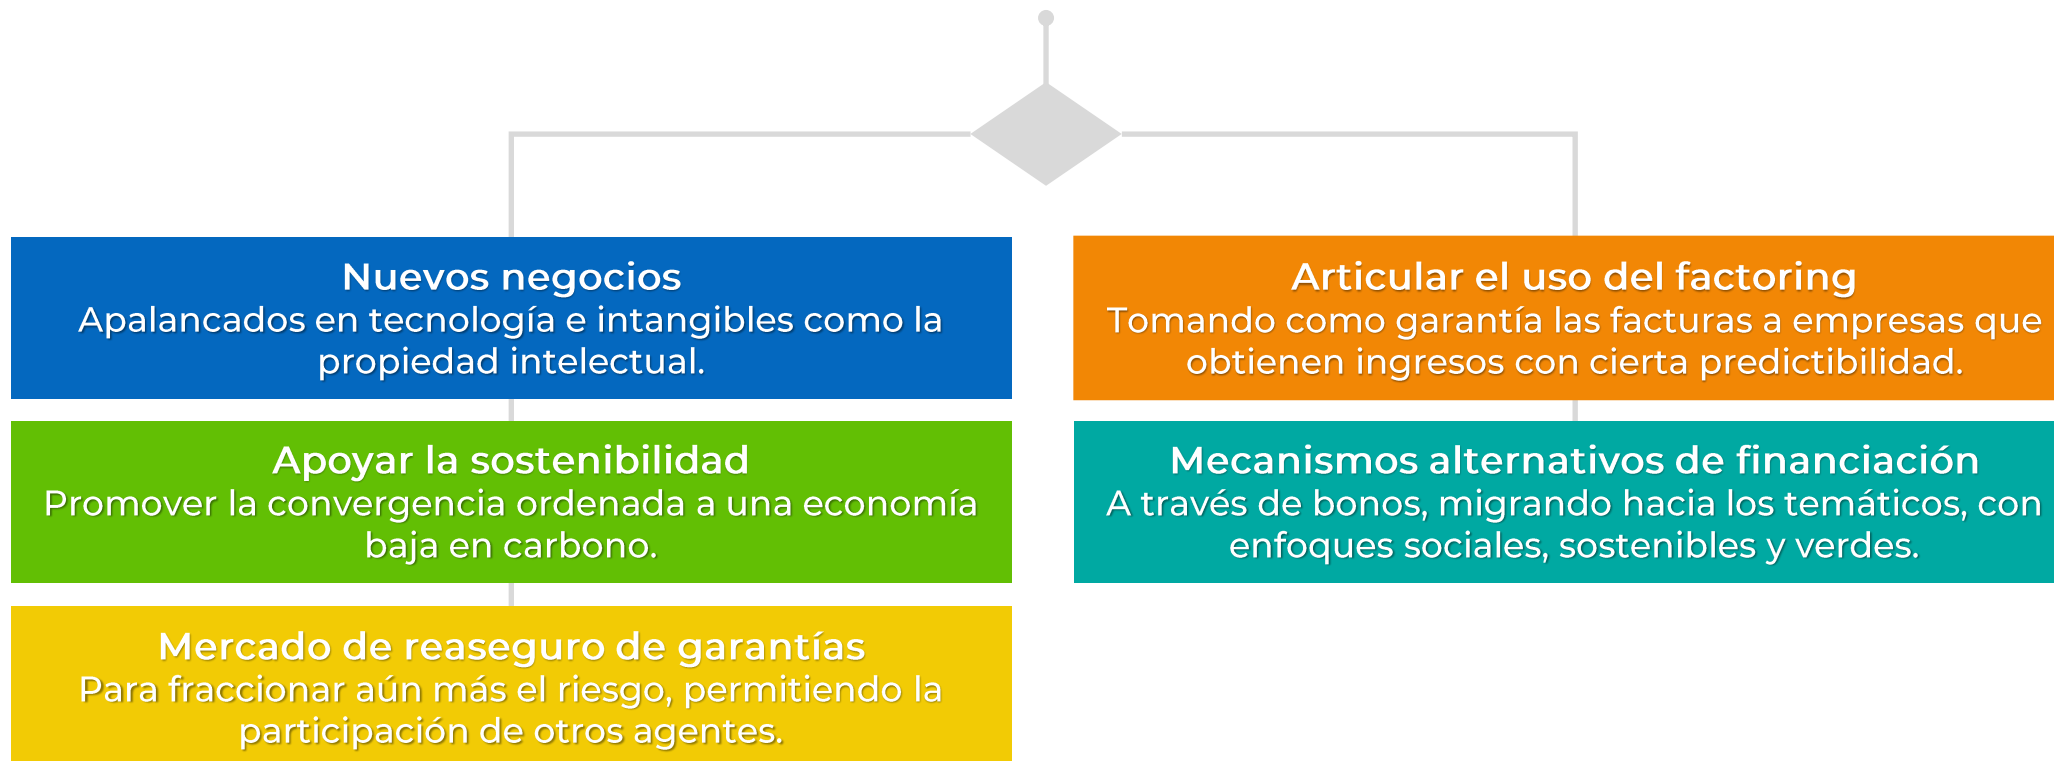 Nuevos negocios
Apalancados en tecnología e intangibles como la
propiedad intelectual.
Apoyar la sostenibilidad
Promover la convergencia ordenada a una economía
baja en carbono.
Mercado de reaseguro de garantías
Para fraccionar aún más el riesgo, permitiendo la
participación de otros agentes.
Articular el uso del factoring
Tomando como garantía las facturas a empresas que
obtienen ingresos con cierta predictibilidad.
Mecanismos alternativos de financiación
A través de bonos, migrando hacia los temáticos, con
enfoques sociales, sostenibles y verdes.